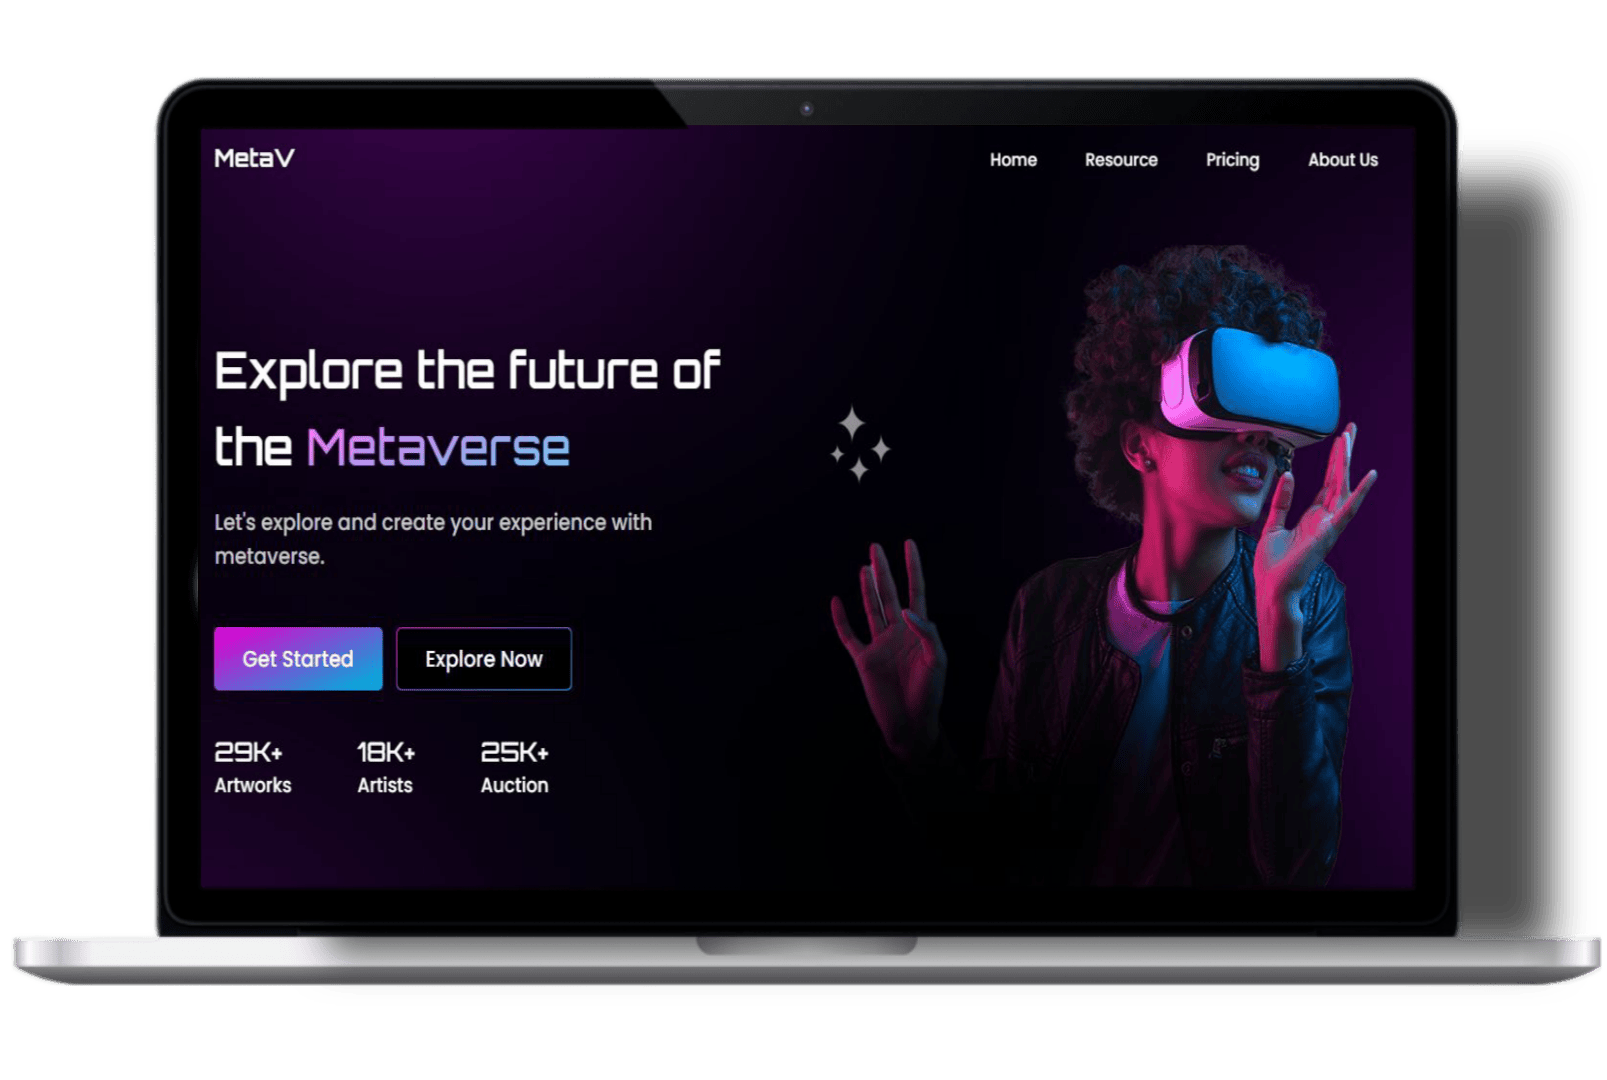 MetaV
Home Resource Pricing About Us
Explore the future of
the Metaverse
Let's explore and create your experience with
metaverse.
Get Started Explore Now
29K+ 18K+ 25K+
Artworks Artists Auction